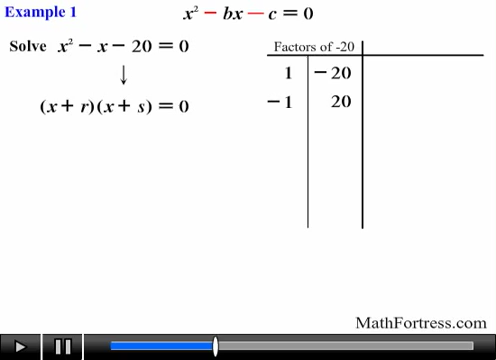 Example 1
x² − bx − c = 0
Solve x² − x − 20 = 0
↓
(x + r)(x + s) = 0
Factors of -20
1 −20
−1 20
MathFortress.com